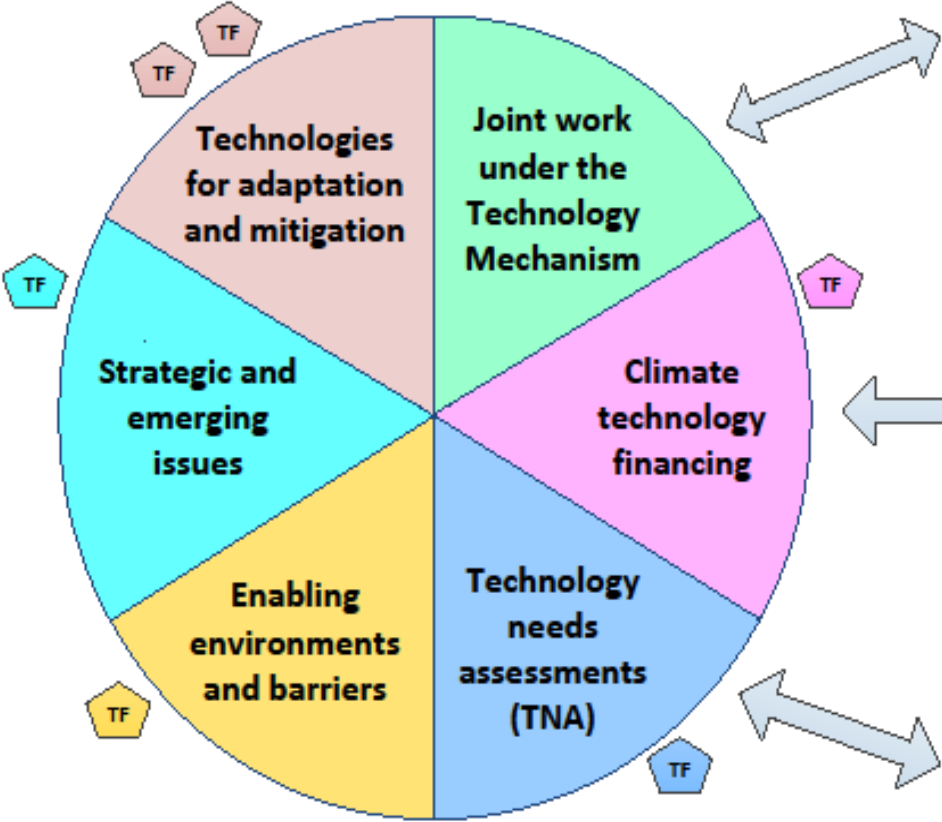 TF
TF
Technologies
for adaptation
and mitigation
Joint work
under the
Technology
Mechanism
TF
TF
Strategic and
emerging
issues
Climate
technology
financing
Enabling
environments
and barriers
Technology
needs
assessments
(TNA)
TF
TF